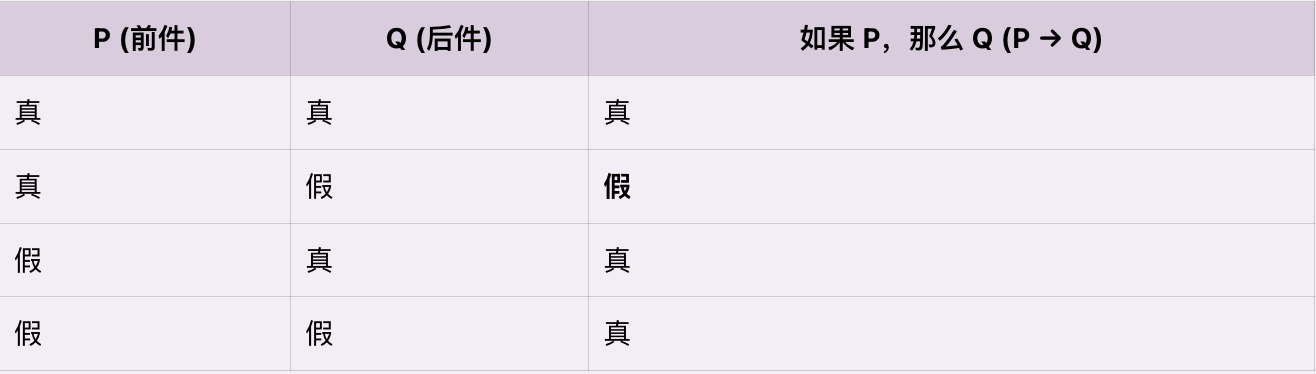 P (前件) Q (后件) 如果 P，那么 Q (P → Q)
真 真 真
真 假 假
假 真 真
假 假 真